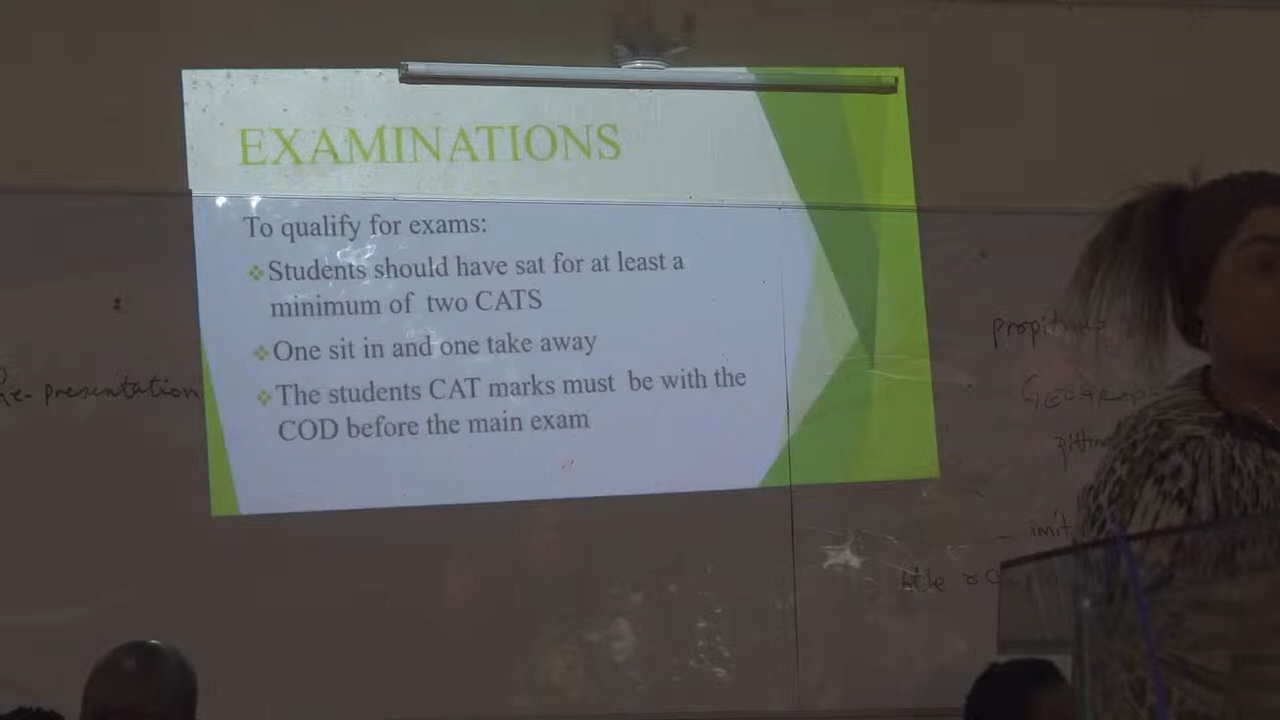 EXAMINATIONS
To qualify for exams:
Students should have sat for at least a
minimum of two CATS
One sit in and one take away
The students CAT marks must be with the
COD before the main exam
Re-presentation